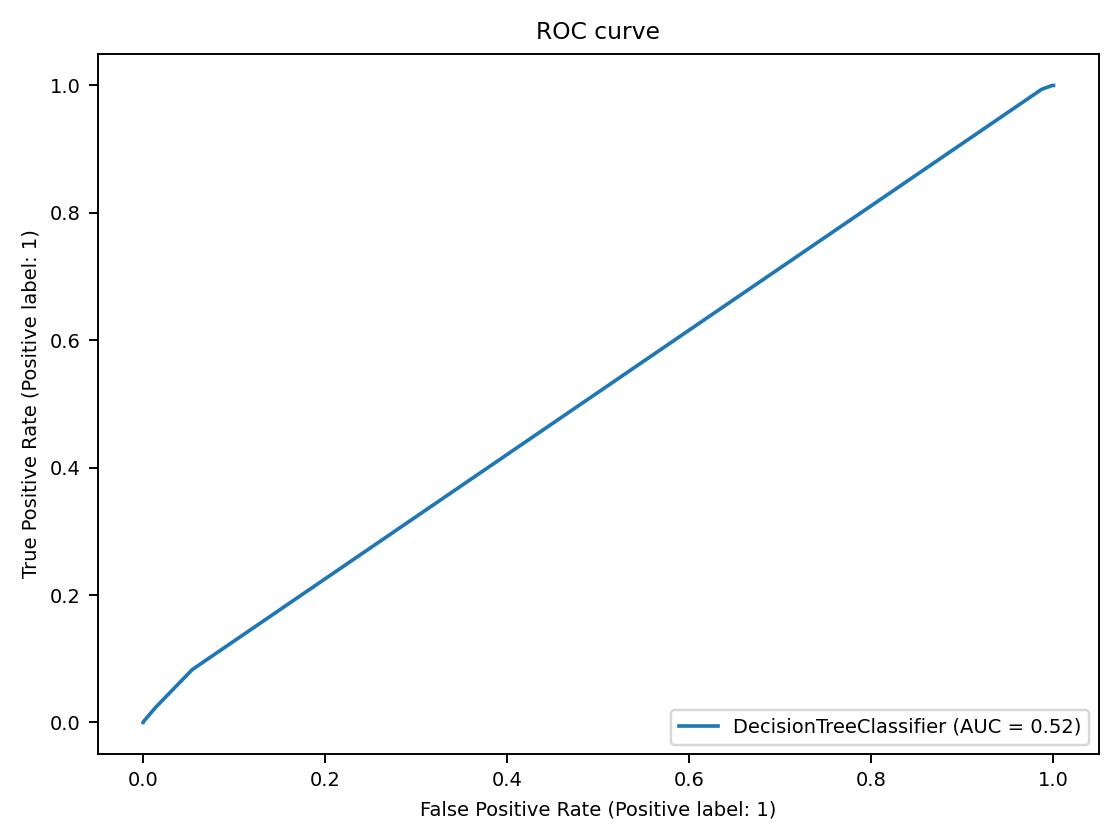 ROC curve
True Positive Rate (Positive label: 1)
1.0
0.8
0.6
0.4
0.2
0.0
DecisionTreeClassifier (AUC = 0.52)
0.0 0.2 0.4 0.6 0.8 1.0
False Positive Rate (Positive label: 1)